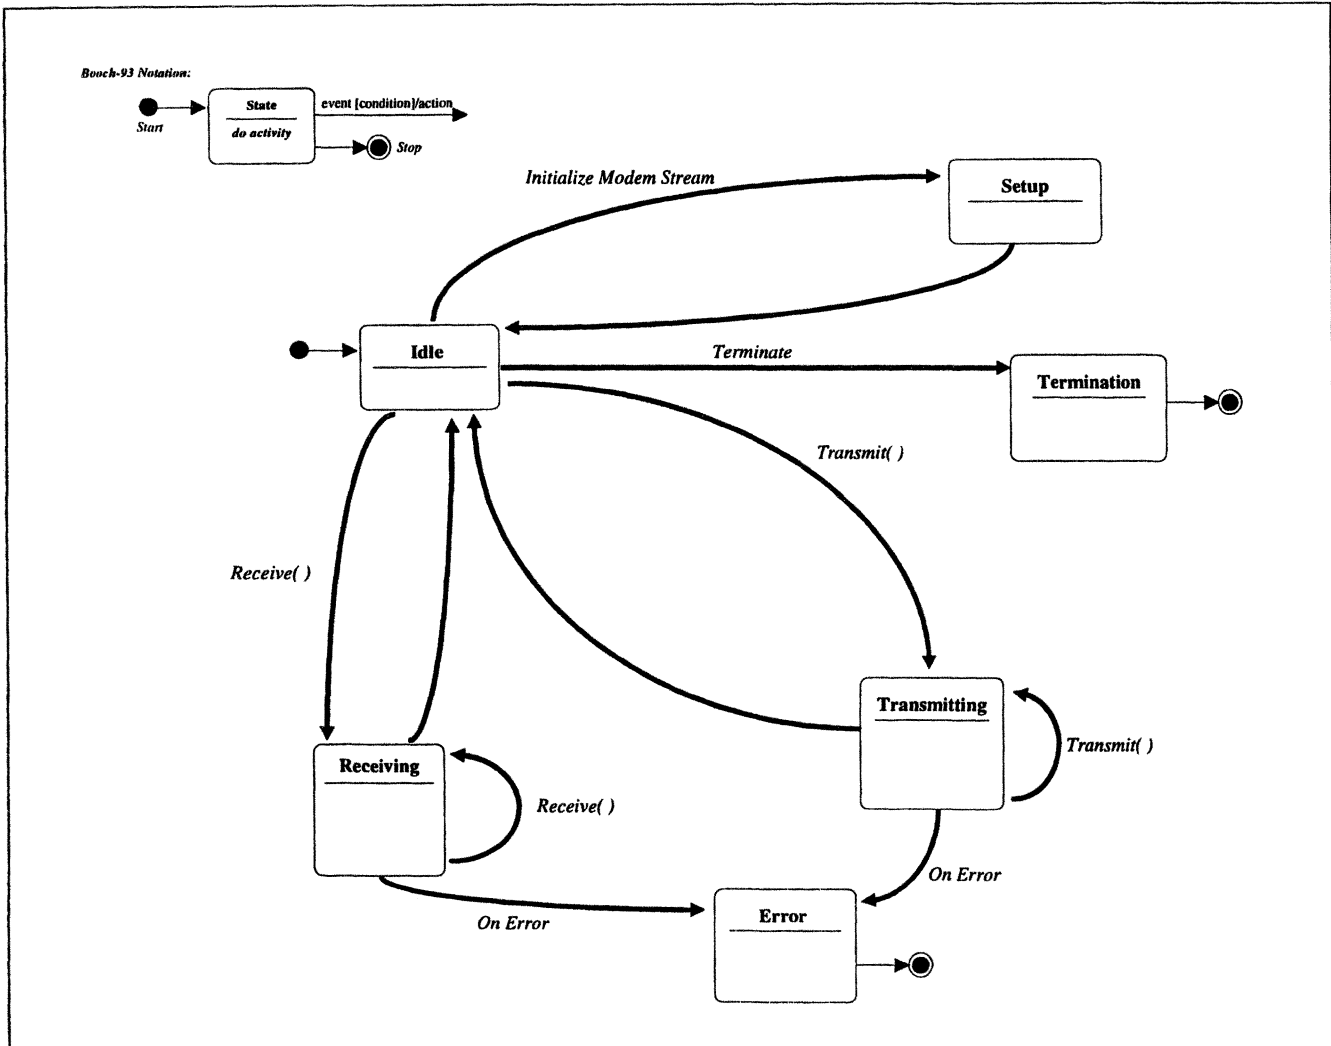 Booch-93 Notation:
State
event [condition]/action
Start
do activity
Stop
Initialize Modem Stream
Setup
Idle
Terminate
Termination
Transmit( )
Receive( )
Transmitting
Transmit( )
Receiving
Receive( )
On Error
On Error
Error